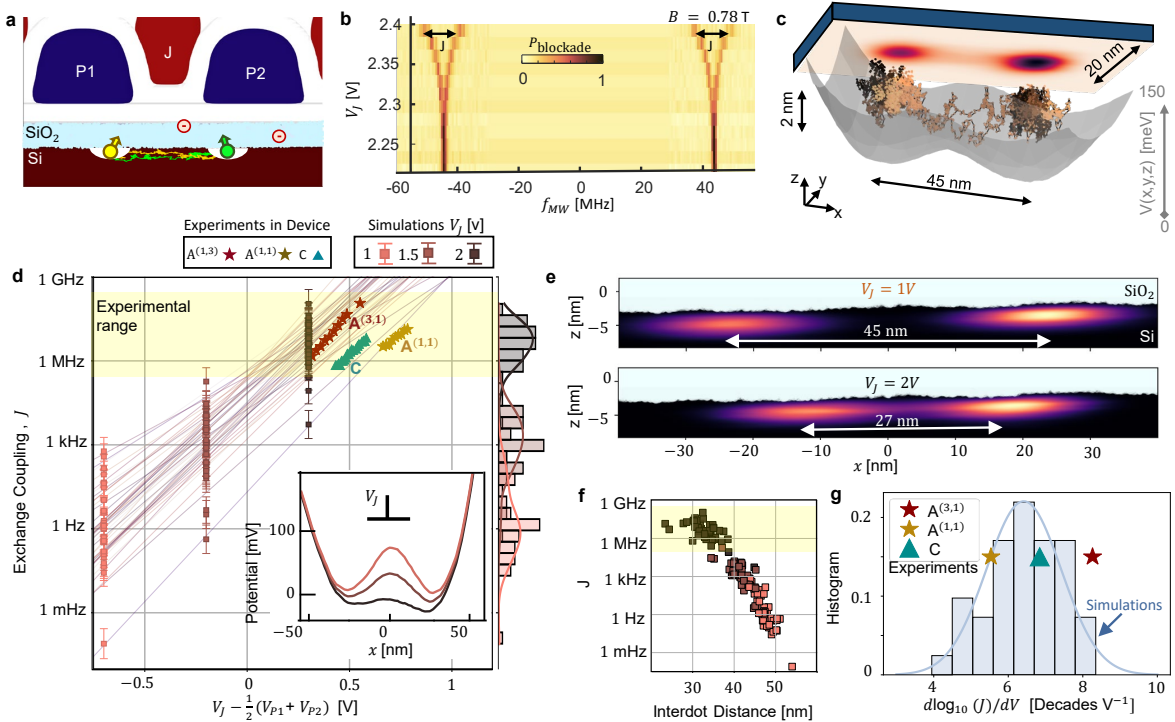 a
J
P1
P2
SiO₂
Si
b
B = 0.78 T
J
J
P_blockade
0 1
V_J [v]
2.4
2.35
2.3
2.25
−60 −40 −20 0 20 40
f_MW [MHz]
c
20 nm
2 nm
45 nm
150
V(x,y,z) [meV]
0
z
y
x
Experiments in Device
A^(1,3) ★ A^(1,1) ★ C ▲
Simulations V_J [v]
1 1.5 2
d
1 GHz
1 MHz
1 kHz
1 Hz
1 mHz
Exchange Coupling , J
Experimental
range
A^(3,1)
A^(1,1)
C
V_J
100
0
Potential [mV]
−50 0 50
x [nm]
−0.5 0 0.5 1
V_J − ½(V_P1 + V_P2) [V]
e
0
−5
z [nm]
V_J = 1V
SiO₂
45 nm
Si
0
−5
z [nm]
V_J = 2V
27 nm
−30 −20 −10 0 10 20 30
x [nm]
f
1 GHz
1 MHz
1 kHz
1 Hz
1 mHz
J
30 40 50
Interdot Distance [nm]
g
0.2
0.1
0
Histogram
★ A^(3,1)
★ A^(1,1)
▲ C
Experiments
Simulations
4 6 8 10
dlog₁₀ (J)/dV [Decades V⁻¹]